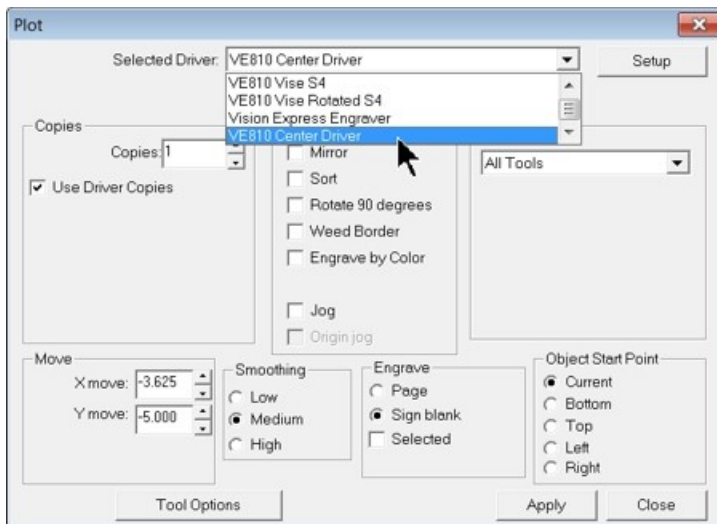 Plot
Selected Driver: VE810 Center Driver
Setup
VE810 Vise S4
VE810 Vise Rotated S4
Vision Express Engraver
VE810 Center Driver
Copies
Copies: 1
Use Driver Copies
Mirror
Sort
Rotate 90 degrees
Weed Border
Engrave by Color
Jog
Origin jog
All Tools
Move
X move: -3.625
Y move: -5.000
Smoothing
Low
Medium
High
Engrave
Page
Sign blank
Selected
Object Start Point
Current
Bottom
Top
Left
Right
Tool Options
Apply
Close